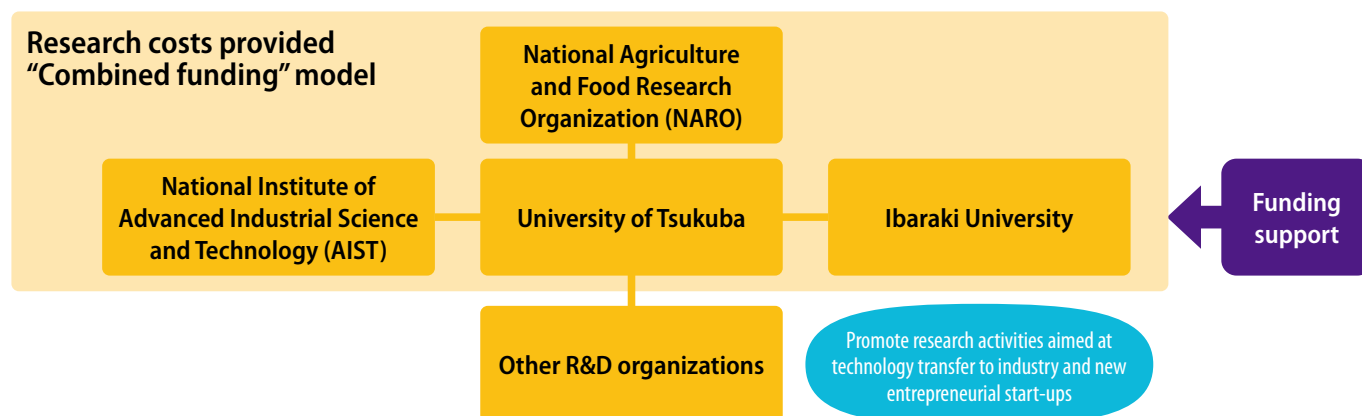 Research costs provided
“Combined funding” model
National Agriculture
and Food Research
Organization (NARO)
National Institute of
Advanced Industrial Science
and Technology (AIST)
University of Tsukuba
Ibaraki University
Funding
support
Other R&D organizations
Promote research activities aimed at
technology transfer to industry and new
entrepreneurial start-ups